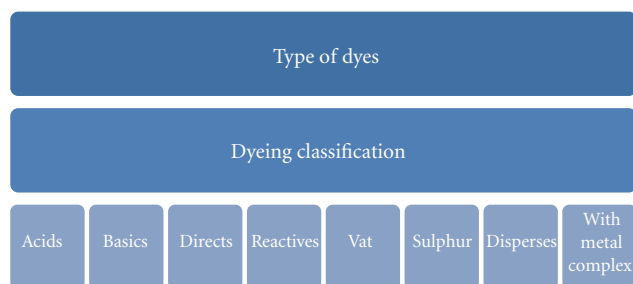 Type of dyes
Dyeing classification
Acids
Basics
Directs
Reactives
Vat
Sulphur
Disperses
With
metal
complex